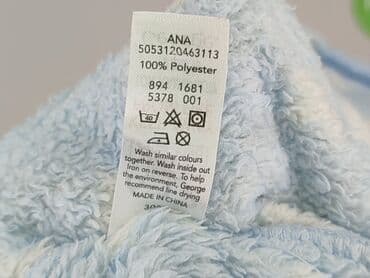 ANA
5053120463113
100% Polyester
894 1681
5378 001
40
Wash similar colours
together. Wash inside out
Iron on reverse. To help
the environment, George
recommend line drying
MADE IN CHINA